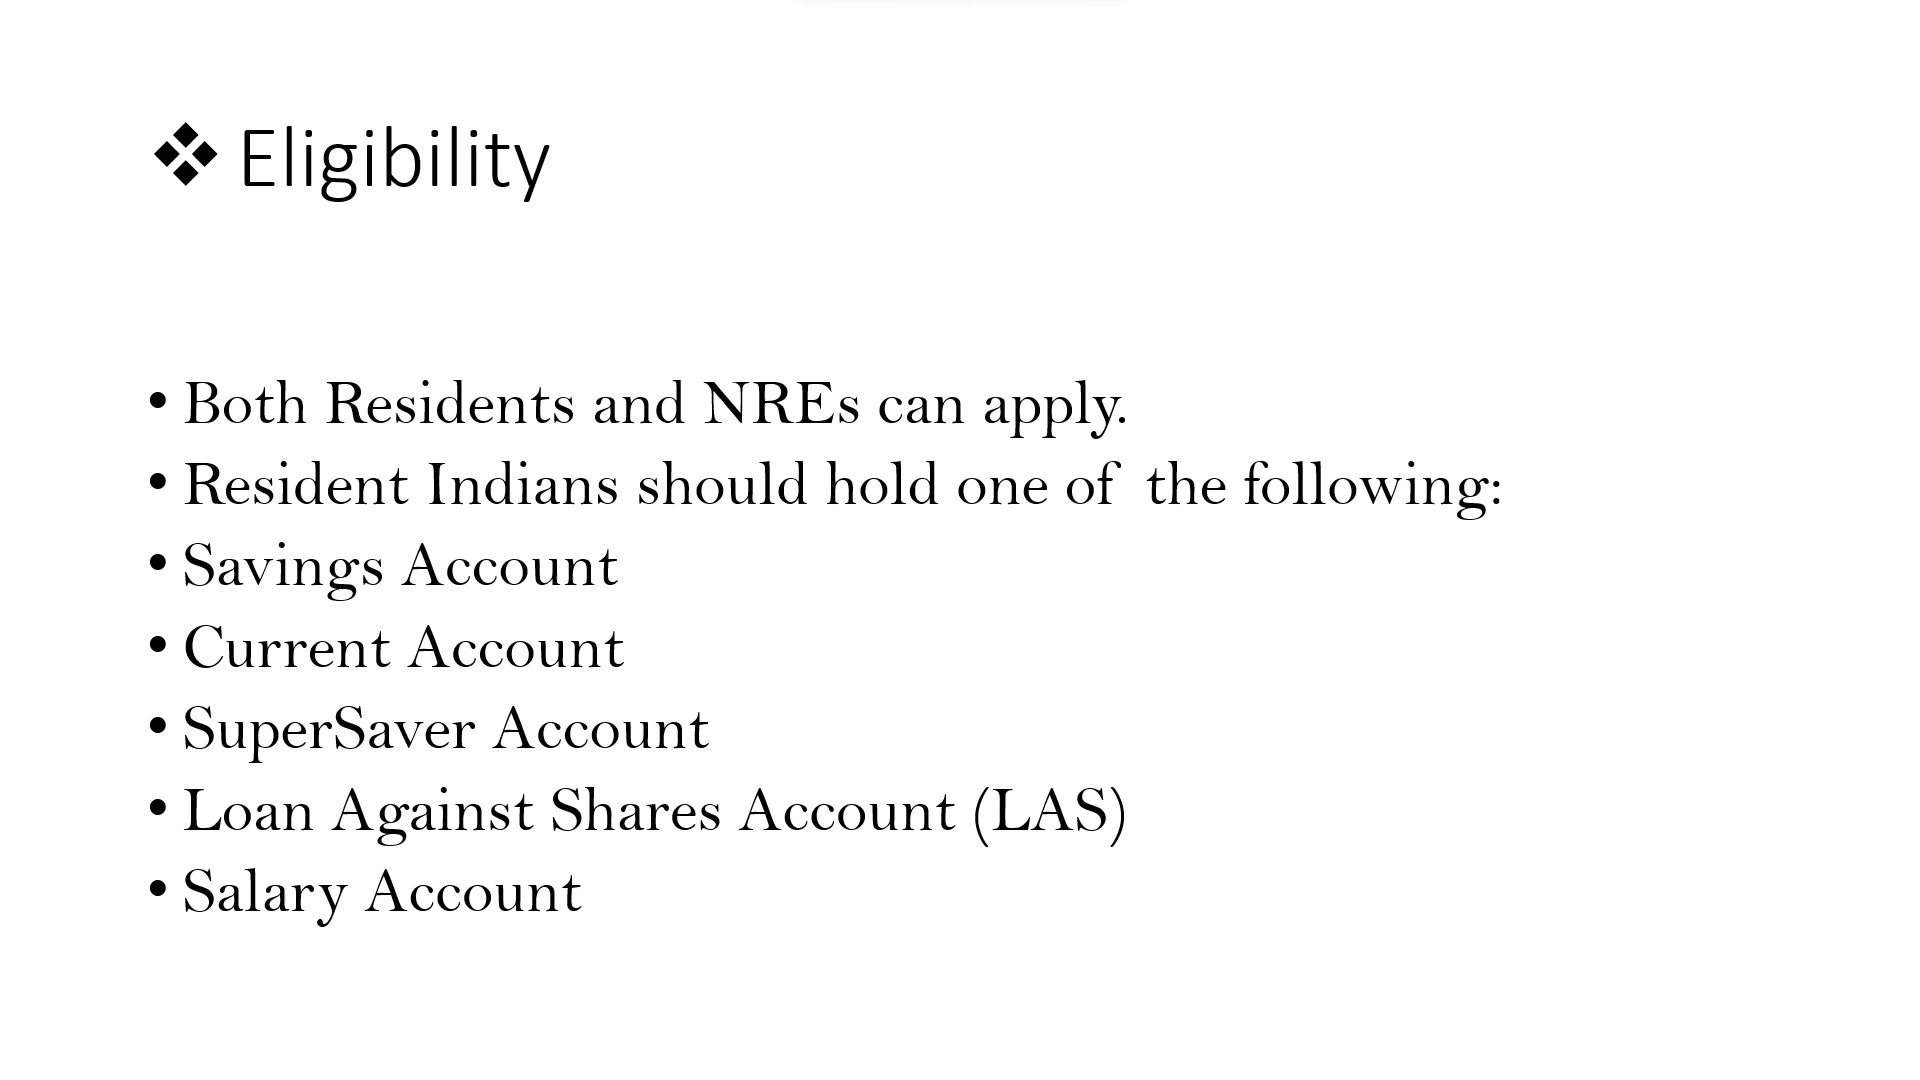 ❖ Eligibility
• Both Residents and NREs can apply.
• Resident Indians should hold one of the following:
• Savings Account
• Current Account
• SuperSaver Account
• Loan Against Shares Account (LAS)
• Salary Account